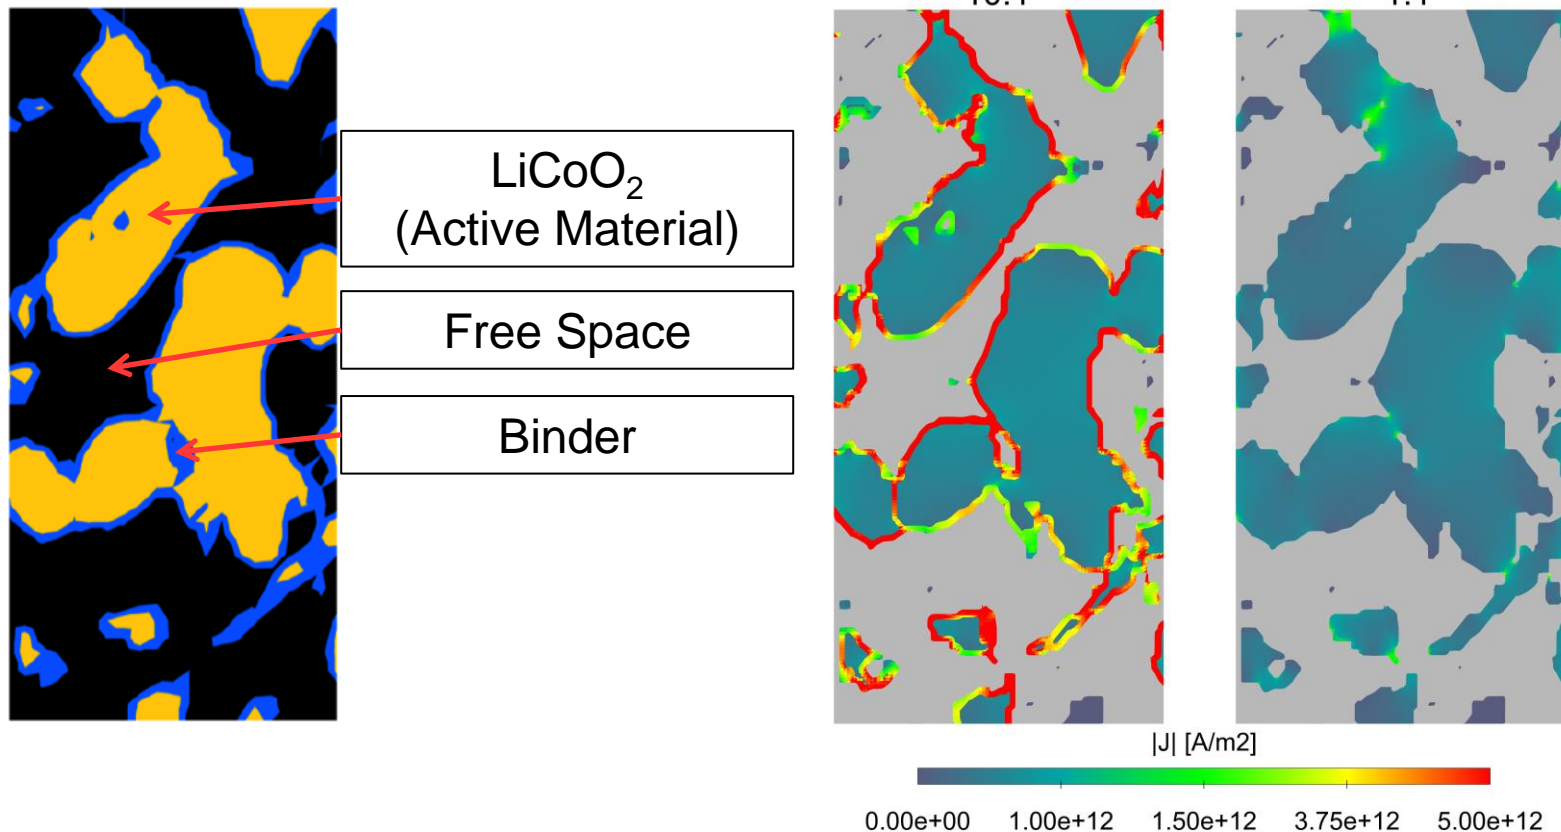 LiCoO₂
(Active Material)
Free Space
Binder
|J| [A/m2]
0.00e+00 1.00e+12 1.50e+12 3.75e+12 5.00e+12